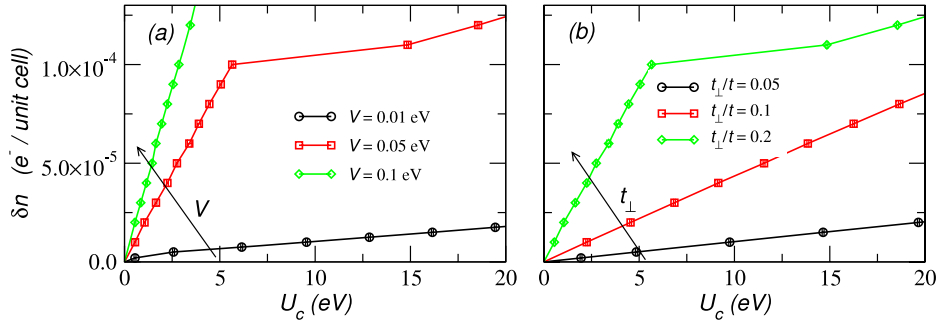 (a)
(b)
δn (e⁻ / unit cell)
1.0×10⁻⁴
5.0×10⁻⁵
0.0
V = 0.01 eV
V = 0.05 eV
V = 0.1 eV
V
t⊥/t = 0.05
t⊥/t = 0.1
t⊥/t = 0.2
t⊥
0 5 10 15 20
0 5 10 15 20
U_c (eV)
U_c (eV)